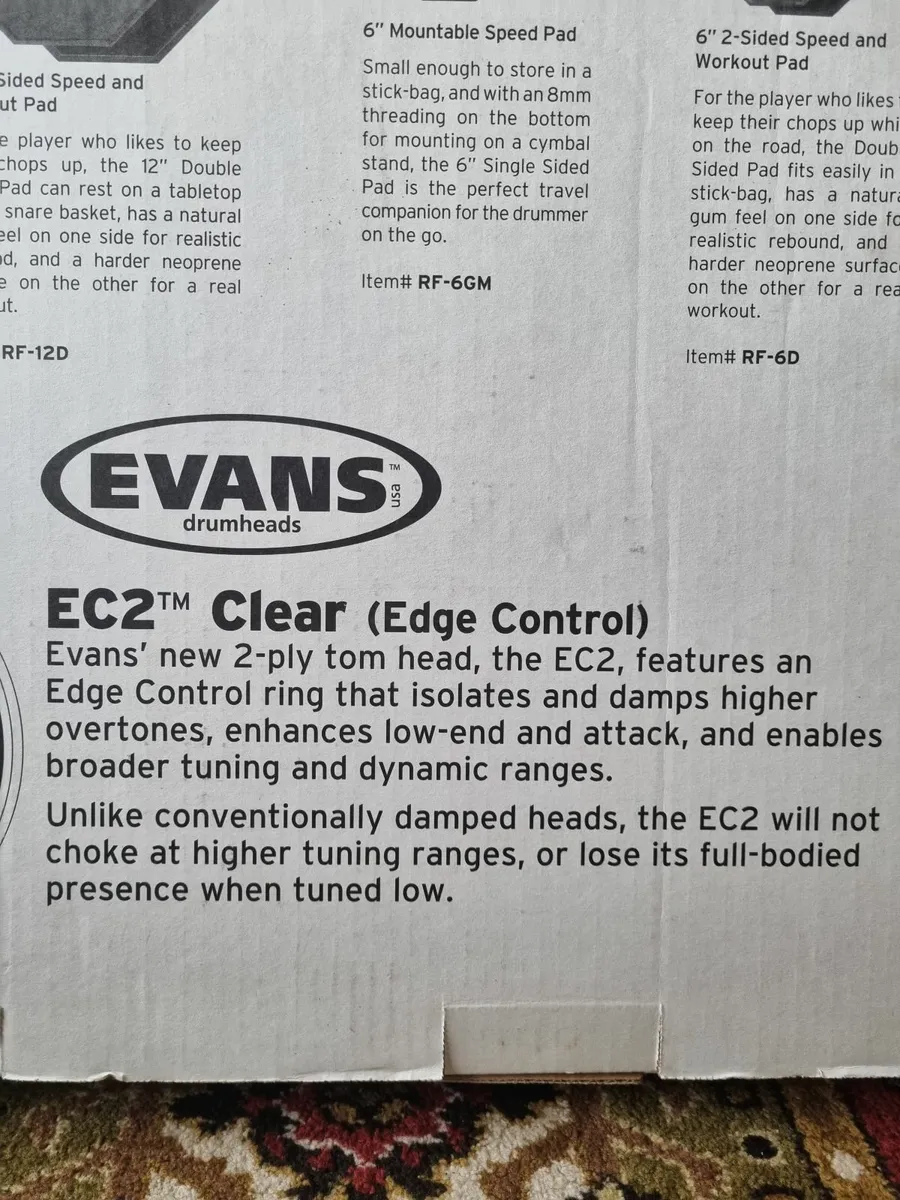 Sided Speed and
ut Pad
e player who likes to keep
chops up, the 12" Double
Pad can rest on a tabletop
snare basket, has a natural
eel on one side for realistic
d, and a harder neoprene
e on the other for a real
ut.
RF-12D
6" Mountable Speed Pad
Small enough to store in a
stick-bag, and with an 8mm
threading on the bottom
for mounting on a cymbal
stand, the 6" Single Sided
Pad is the perfect travel
companion for the drummer
on the go.
Item# RF-6GM
6" 2-Sided Speed and
Workout Pad
For the player who likes
keep their chops up whi
on the road, the Doub
Sided Pad fits easily in
stick-bag, has a natura
gum feel on one side fo
realistic rebound, and
harder neoprene surfac
on the other for a rea
workout.
Item# RF-6D
EVANS™ usa
drumheads
EC2™ Clear (Edge Control)
Evans' new 2-ply tom head, the EC2, features an
Edge Control ring that isolates and damps higher
overtones, enhances low-end and attack, and enables
broader tuning and dynamic ranges.
Unlike conventionally damped heads, the EC2 will not
choke at higher tuning ranges, or lose its full-bodied
presence when tuned low.